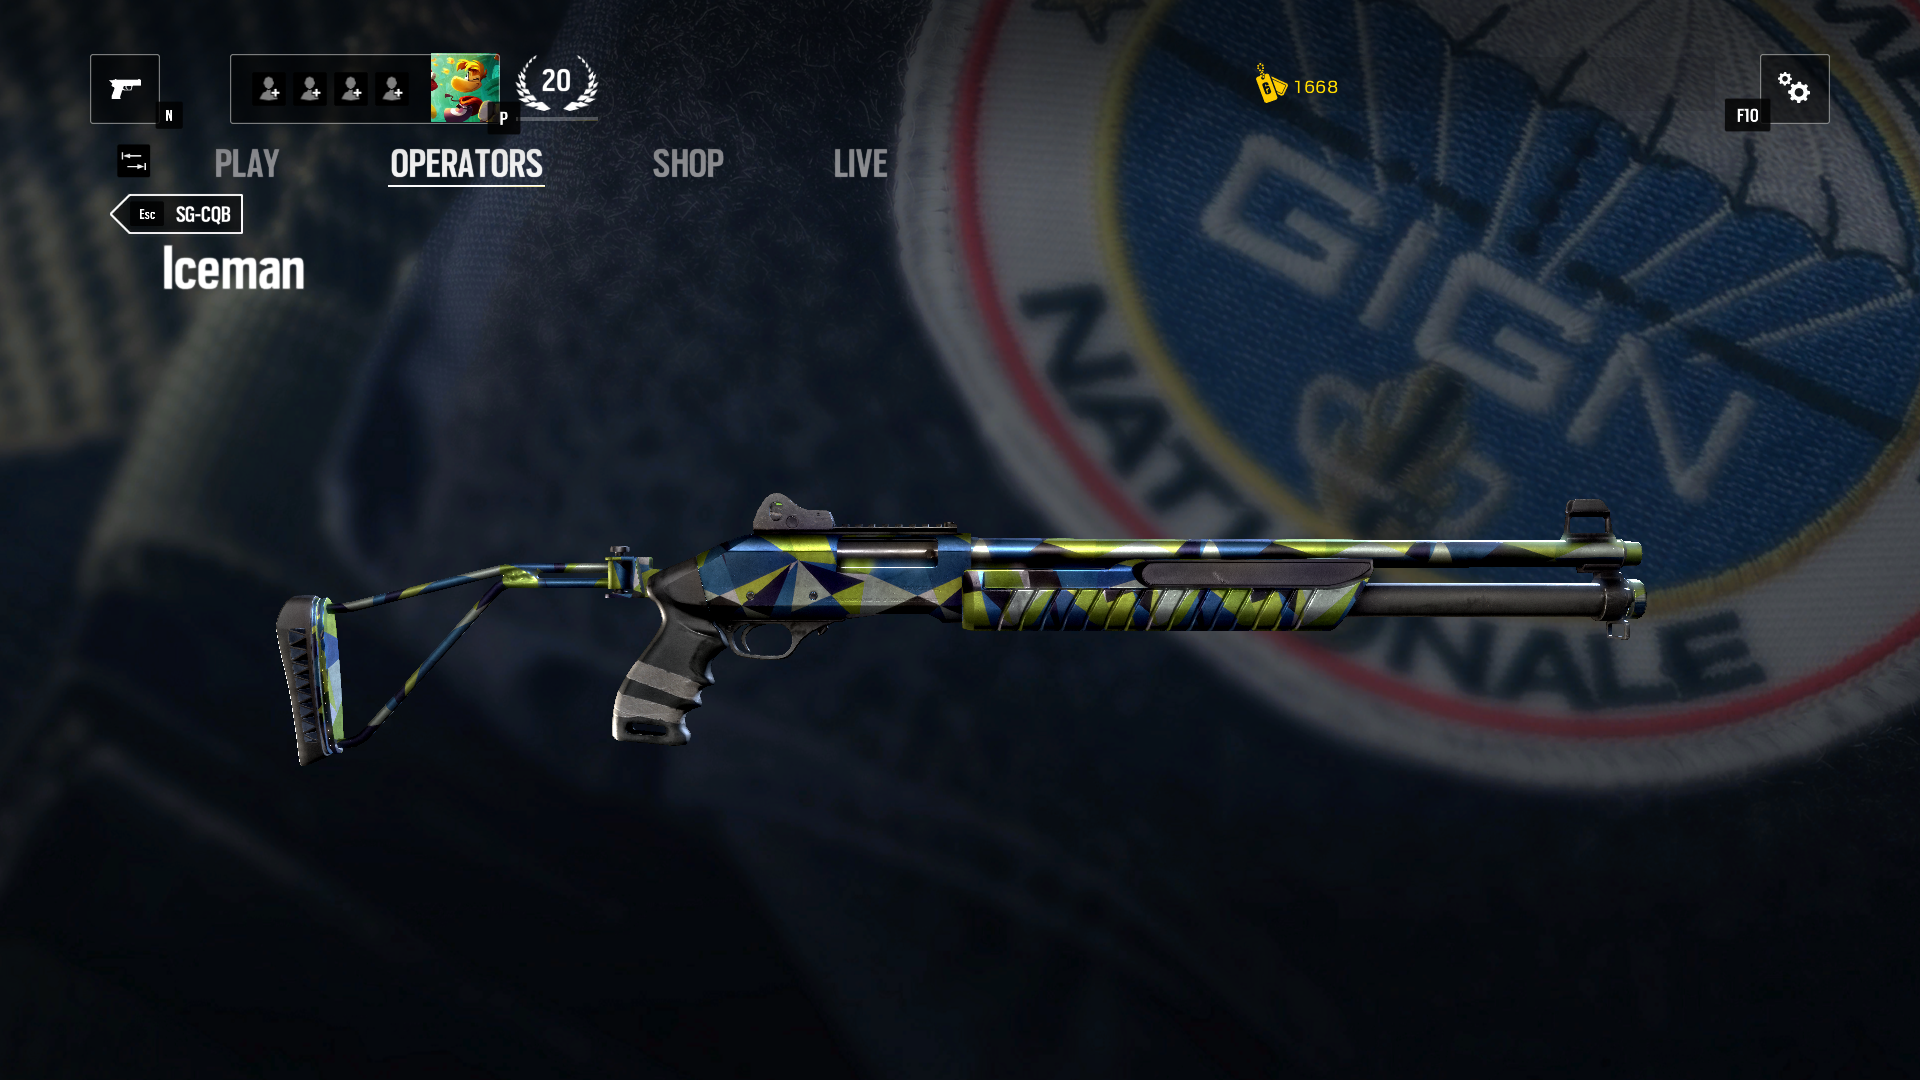 N
P
20
1668
F10
PLAY OPERATORS SHOP LIVE
Esc SG-CQB
Iceman
GIGN
NATIONALE